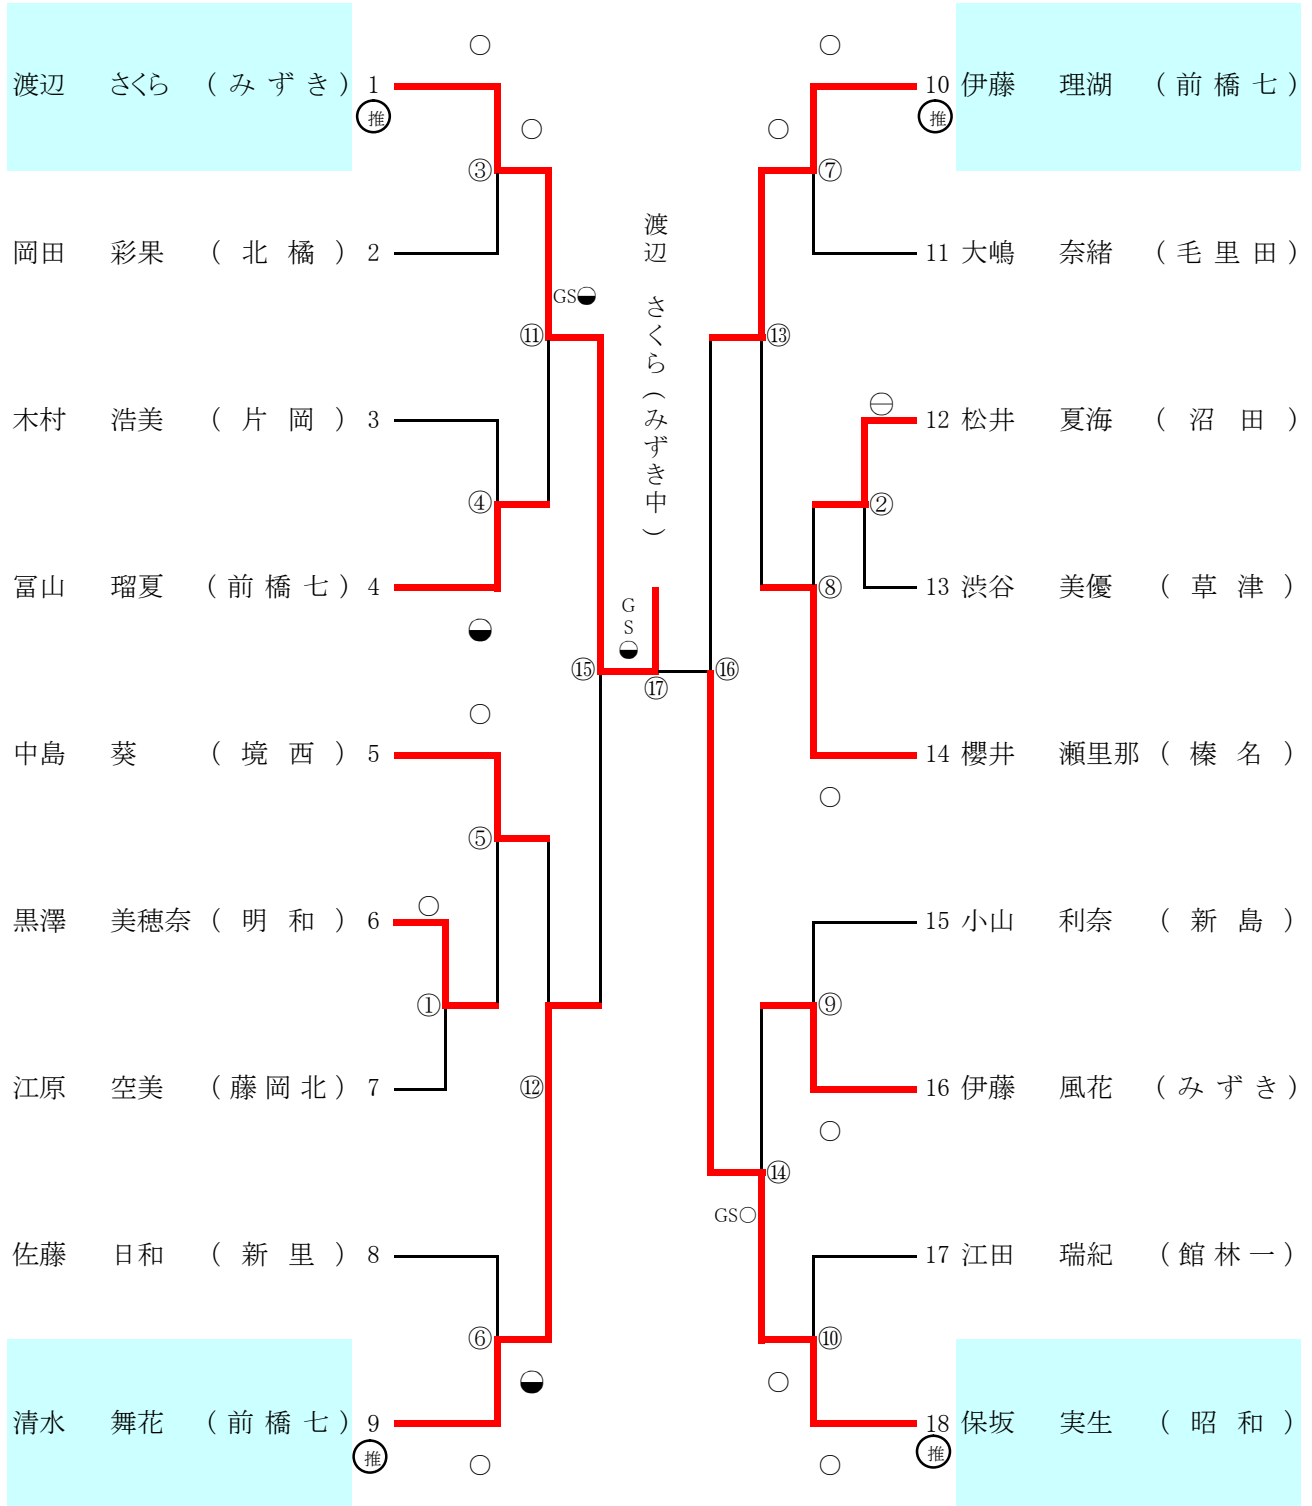 渡辺 さくら (みずき) 1
推
岡田 彩果 (北橘) 2
木村 浩美 (片岡) 3
冨山 瑠夏 (前橋七) 4
中島 葵 (境西) 5
黒澤 美穂奈 (明和) 6
江原 空美 (藤岡北) 7
佐藤 日和 (新里) 8
清水 舞花 (前橋七) 9
推
○
○
③
GS
⑪
④
○
⑤
○
①
⑫
⑥
○
⑮
渡辺 さくら(みずき中)
GS
⑰
⑯
○
○
⑦
⑬
②
⑧
○
⑨
○
⑭
GS○
⑩
○
○
10 伊藤 理湖 (前橋七)
推
11 大嶋 奈緒 (毛里田)
12 松井 夏海 (沼田)
13 渋谷 美優 (草津)
14 櫻井 瀬里那 (榛名)
15 小山 利奈 (新島)
16 伊藤 風花 (みずき)
17 江田 瑞紀 (館林一)
18 保坂 実生 (昭和)
推